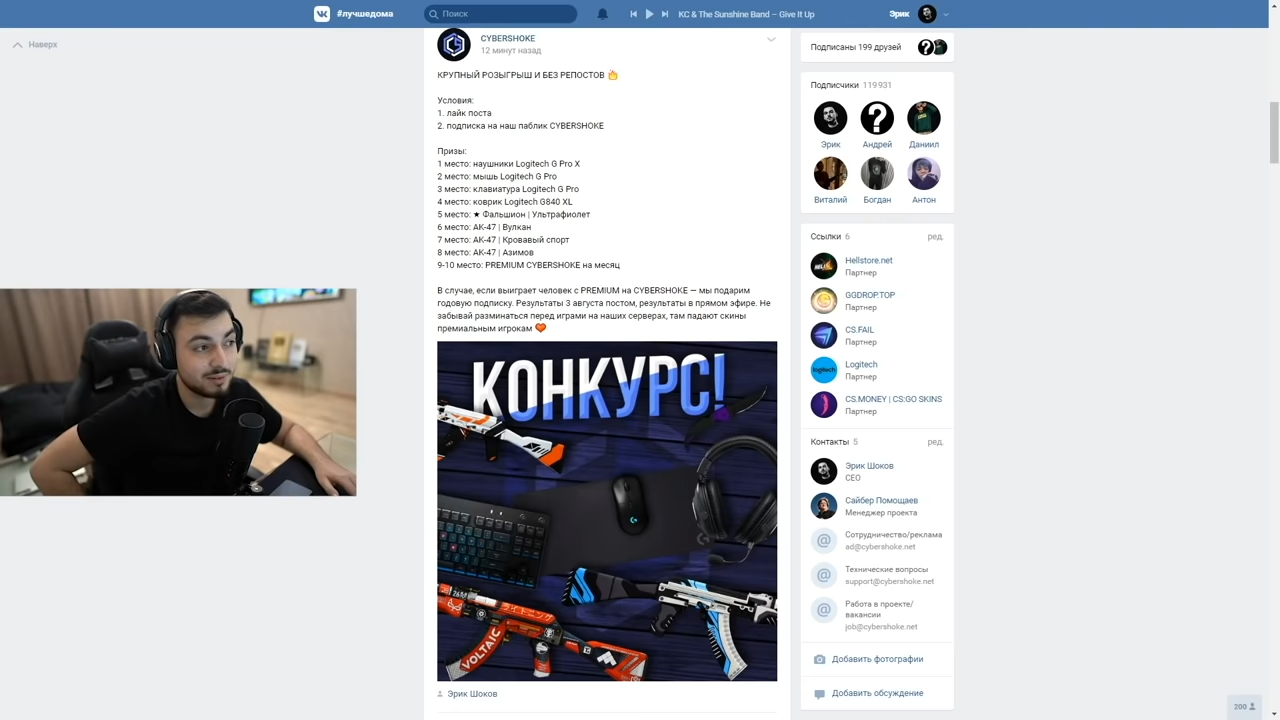 #лучшедома
Поиск
KC & The Sunshine Band – Give It Up
Эрик
Наверх
CYBERSHOKE
12 минут назад
КРУПНЫЙ РОЗЫГРЫШ И БЕЗ РЕПОСТОВ
Условия:
1. лайк поста
2. подписка на наш паблик CYBERSHOKE
Призы:
1 место: наушники Logitech G Pro X
2 место: мышь Logitech G Pro
3 место: клавиатура Logitech G Pro
4 место: коврик Logitech G840 XL
5 место: ★ Фальшион | Ультрафиолет
6 место: АК-47 | Вулкан
7 место: АК-47 | Кровавый спорт
8 место: АК-47 | Азимов
9-10 место: PREMIUM CYBERSHOKE на месяц
В случае, если выиграет человек с PREMIUM на CYBERSHOKE — мы подарим
годовую подписку. Результаты 3 августа постом, результаты в прямом эфире. Не
забывай разминаться перед играми на наших серверах, там падают скины
премиальным игрокам
КОНКУРС!
VOLTAIC
Эрик Шоков
Подписаны 199 друзей
Подписчики 119 931
Эрик
Андрей
Даниил
Виталий
Богдан
Антон
Ссылки 6
ред.
Hellstore.net
Партнер
GGDROP.TOP
Партнер
CS.FAIL
Партнер
logitech
Logitech
Партнер
CS.MONEY | CS:GO SKINS
Партнер
Контакты 5
ред.
Эрик Шоков
CEO
Сайбер Помощаев
Менеджер проекта
Сотрудничество/реклама
ad@cybershoke.net
Технические вопросы
support@cybershoke.net
Работа в проекте/
вакансии
job@cybershoke.net
Добавить фотографии
Добавить обсуждение
200